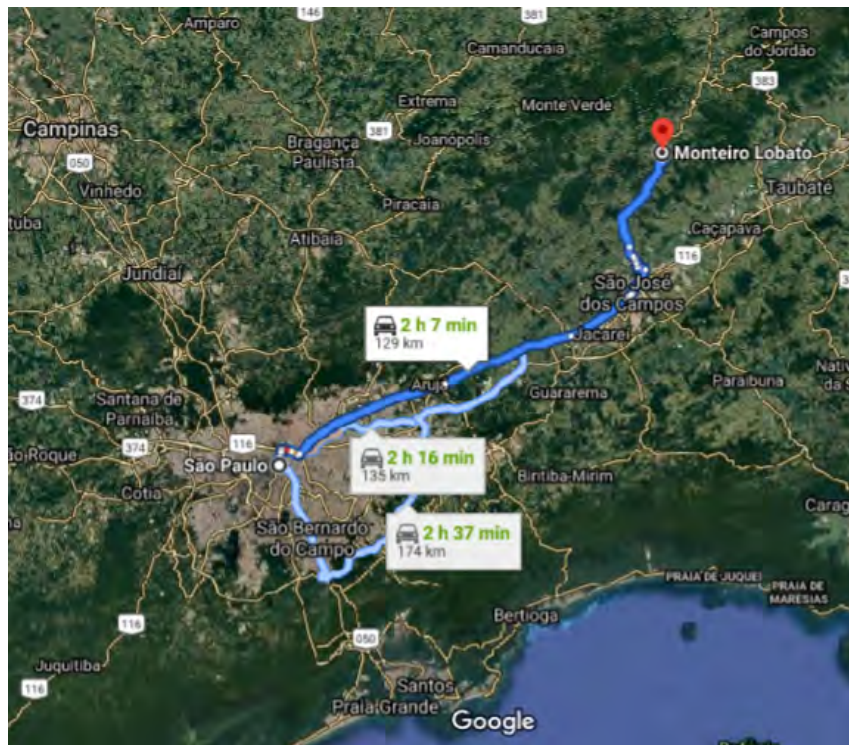 146
381
Amparo
Campos
do Jordão
Camanducaia
383
Extrema
Monte Verde
Campinas
381
Joanópolis
Bragança
Paulista
Monteiro Lobato
050
Vinhedo
Taubaté
Piracaia
tuba
Atibaia
Caçapava
116
Jundiaí
São José
dos Campos
2 h 7 min
129 km
Jacareí
Arujá
Nativ
da S
374
Santana de
Parnaíba
Guararema
Paraibuna
116
374
ão Roque
São Paulo
2 h 16 min
135 km
Biritiba-Mirim
Cotia
Carag
São Bernardo
do Campo
2 h 37 min
174 km
PRAIA DE JUQUEÍ
PRAIA DE
MARESIAS
Bertioga
116
050
Juquitiba
116
Santos
Praia Grande
Google